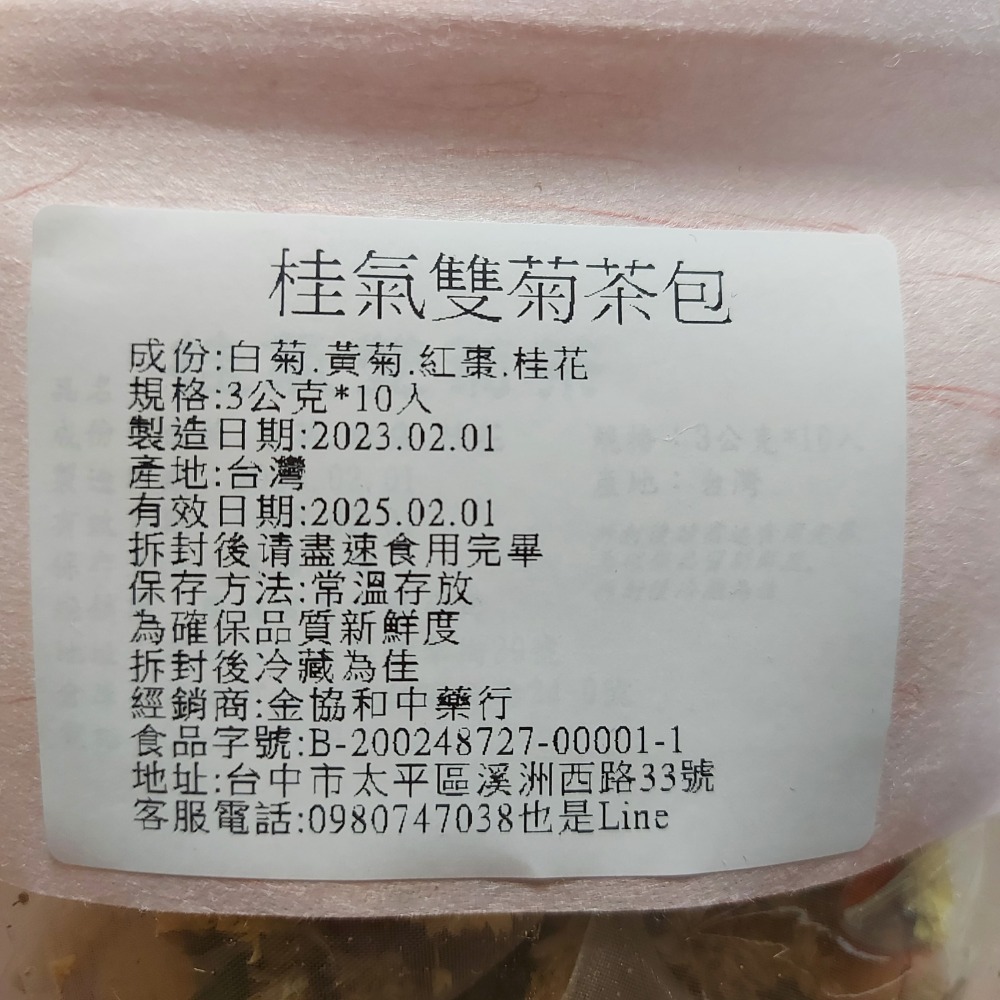 桂氣雙菊茶包
成份:白菊.黃菊.紅棗.桂花
規格:3公克*10入
製造日期:2023.02.01
產地:台灣
有效日期:2025.02.01
拆封後请盡速食用完畢
保存方法:常溫存放
為確保品質新鮮度
拆封後冷藏為佳
經銷商:金協和中藥行
食品字號:B-200248727-00001-1
地址:台中市太平區溪洲西路33號
客服電話:0980747038也是Line